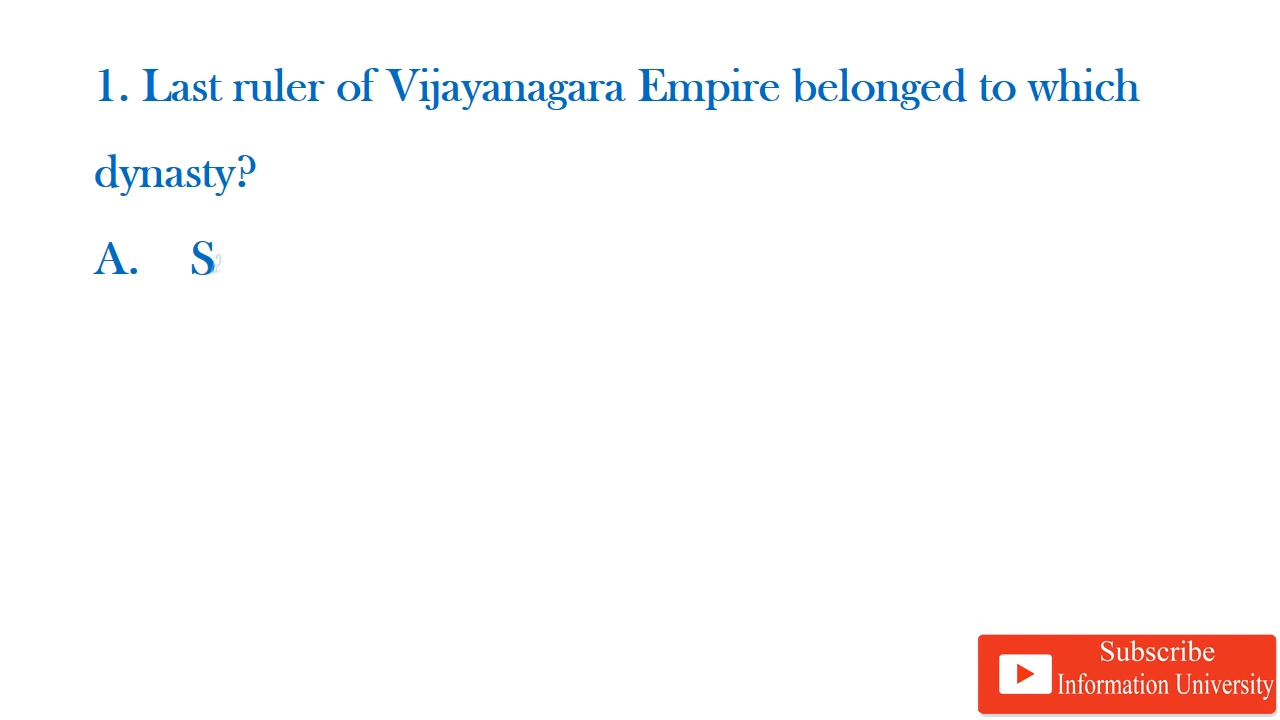 1. Last ruler of Vijayanagara Empire belonged to which
dynasty?
A. S
Subscribe
Information University